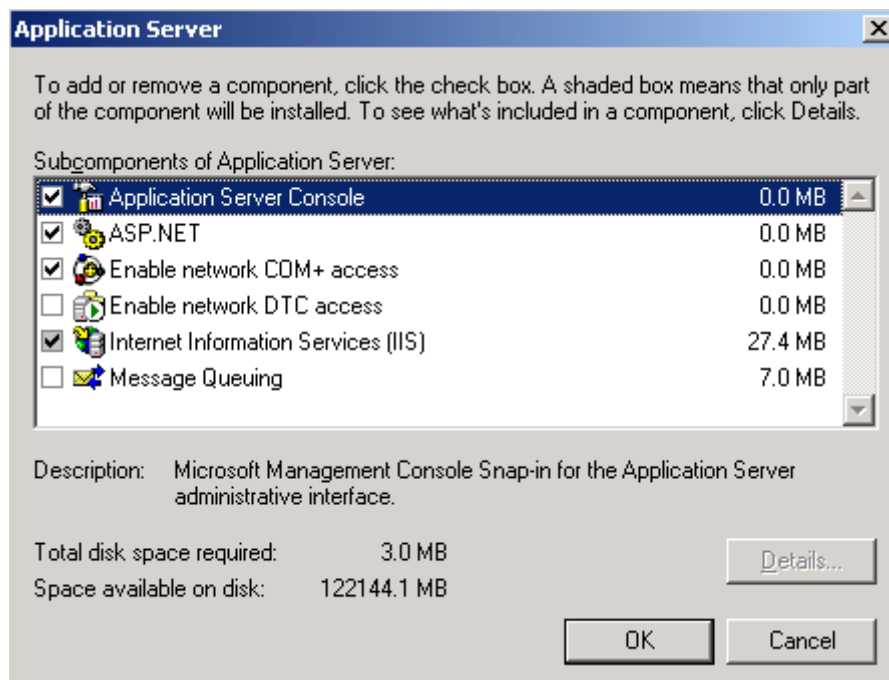 Application Server
To add or remove a component, click the check box. A shaded box means that only part
of the component will be installed. To see what's included in a component, click Details.
Subcomponents of Application Server:
Application Server Console 0.0 MB
ASP.NET 0.0 MB
Enable network COM+ access 0.0 MB
Enable network DTC access 0.0 MB
Internet Information Services (IIS) 27.4 MB
Message Queuing 7.0 MB
Description: Microsoft Management Console Snap-in for the Application Server
administrative interface.
Total disk space required: 3.0 MB
Space available on disk: 122144.1 MB
Details...
OK Cancel